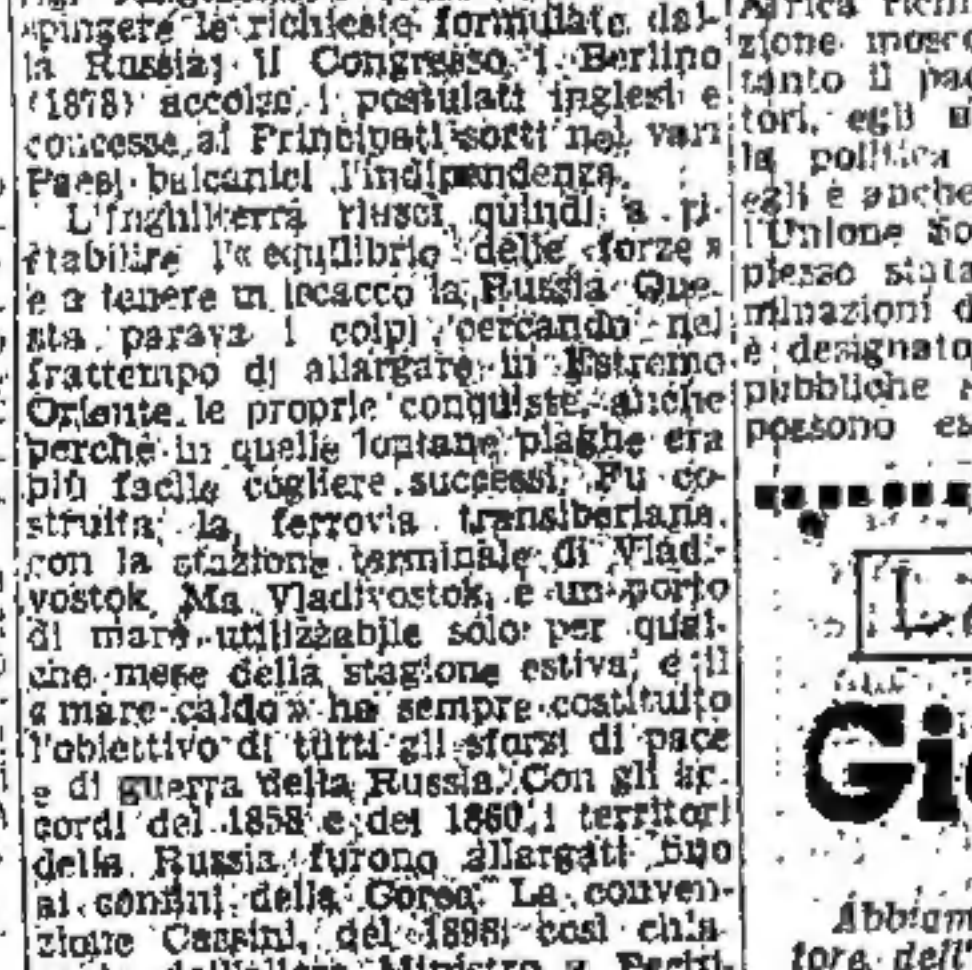 spingere le richieste formulate dal-
la Russia; il Congresso i Berlino
(1878) accolse i postulati inglesi e
concesse ai Principati sorti nei vari
Paesi balcanici l'indipendenza.
L'Inghilterra riuscì quindi a ri-
stabilire l'« equilibrio delle forze »
e a tenere in iscacco la Russia Que-
sta parava i colpi cercando nel
frattempo di allargare in Estremo
Oriente le proprie conquiste, anche
perchè in quelle lontane plaghe era
più facile cogliere successi. Fu co-
struita la ferrovia transiberiana.
con la stazione terminale di Vladi-
vostok. Ma Vladivostok, è un porto
di mare utilizzabile solo per qual-
che mese della stagione estiva, e il
« mare caldo » ha sempre costituito
l'obiettivo di tutti gli sforzi di pace
e di guerra della Russia. Con gli ac-
cordi del 1858 e del 1860, i territori
della Russia furono allargati fino
ai confini della Corea. La conven-
zione Cassini, del 1898, così chia-
Ministro a
Africa
zione
tanto il
tori, egli
la politica
egli è anche
l'Unione
plesso
minazioni
è designato
pubbliche
possono
Gi
tore dell'